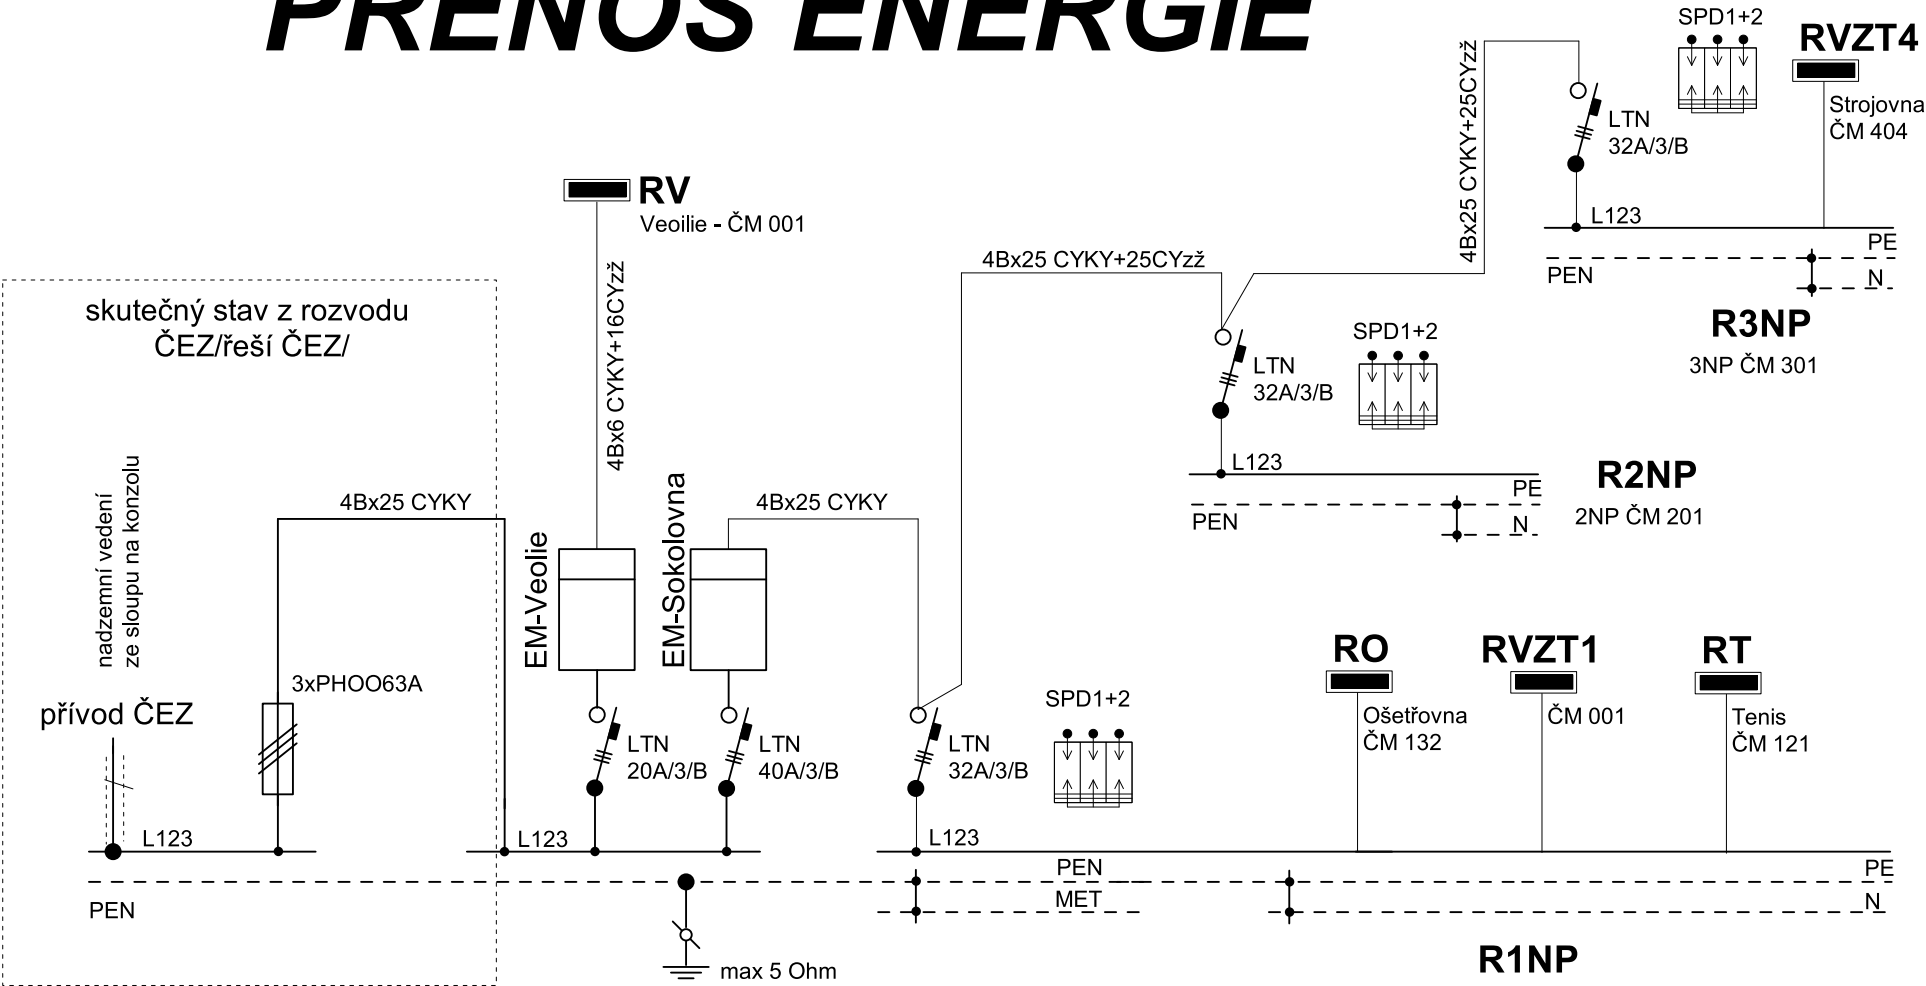 PŘENOS ENERGIE
SPD1+2
RVZT4
Strojovna
ČM 404
LTN
32A/3/B
4Bx25 CYKY+25CYzž
L123
PE
PEN
N
R3NP
3NP ČM 301
RV
Veoilie - ČM 001
4Bx6 CYKY+16CYzž
4Bx25 CYKY+25CYzž
SPD1+2
LTN
32A/3/B
L123
PE
PEN
N
R2NP
2NP ČM 201
skutečný stav z rozvodu
ČEZ/řeší ČEZ/
nadzemní vedení
ze sloupu na konzolu
4Bx25 CYKY
3xPHOO63A
přívod ČEZ
L123
PEN
EM-Veolie
EM-Sokolovna
4Bx25 CYKY
LTN
20A/3/B
LTN
40A/3/B
L123
max 5 Ohm
LTN
32A/3/B
SPD1+2
L123
PEN
MET
RO
Ošetřovna
ČM 132
RVZT1
ČM 001
RT
Tenis
ČM 121
PE
N
R1NP